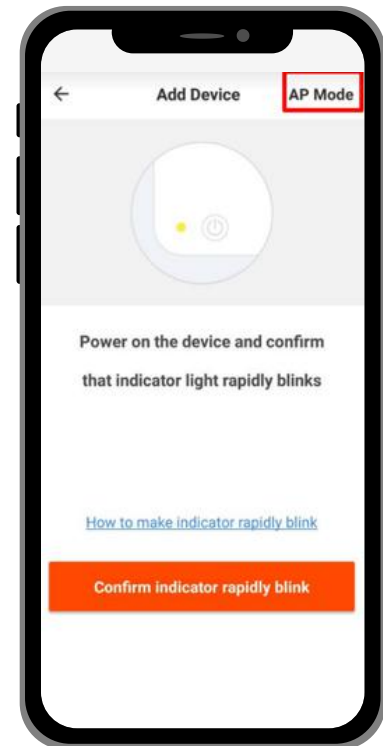 Add Device
AP Mode
Power on the device and confirm
that indicator light rapidly blinks
How to make indicator rapidly blink
Confirm indicator rapidly blink